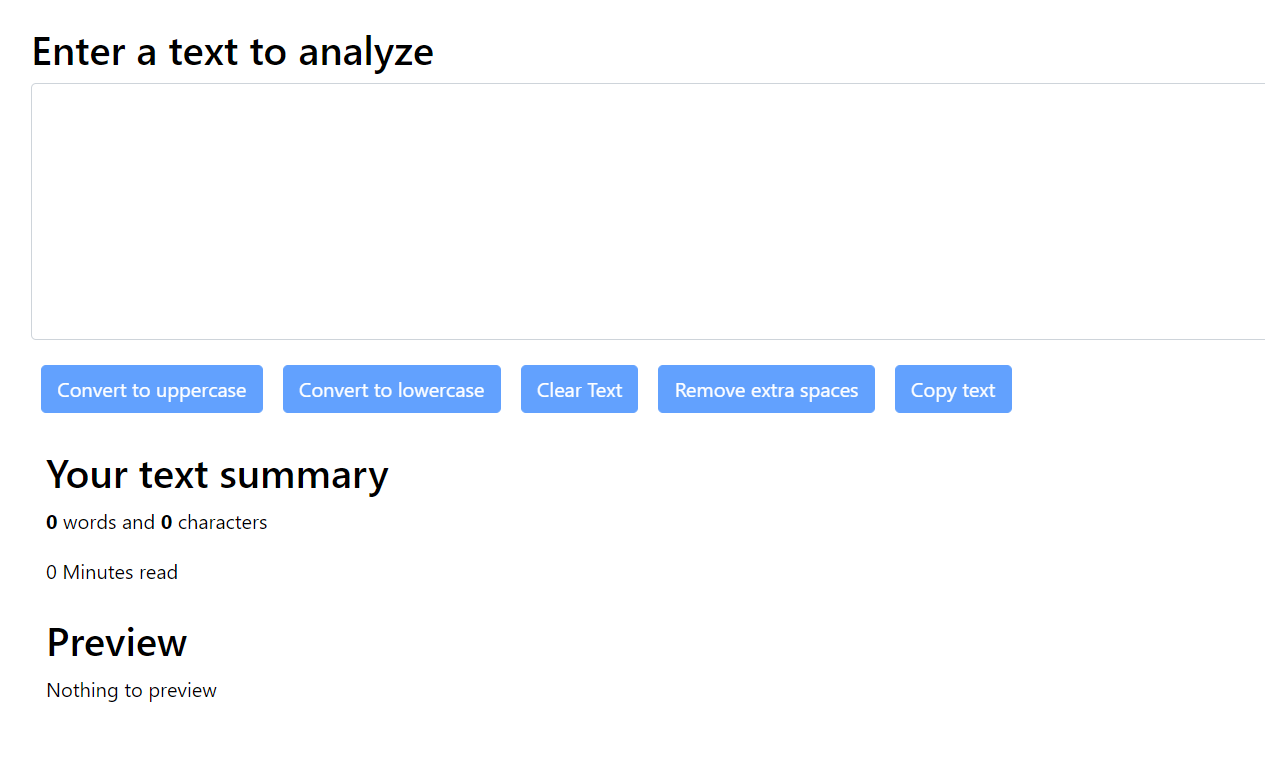 Enter a text to analyze
Convert to uppercase Convert to lowercase Clear Text Remove extra spaces Copy text
Your text summary
0 words and 0 characters
0 Minutes read
Preview
Nothing to preview